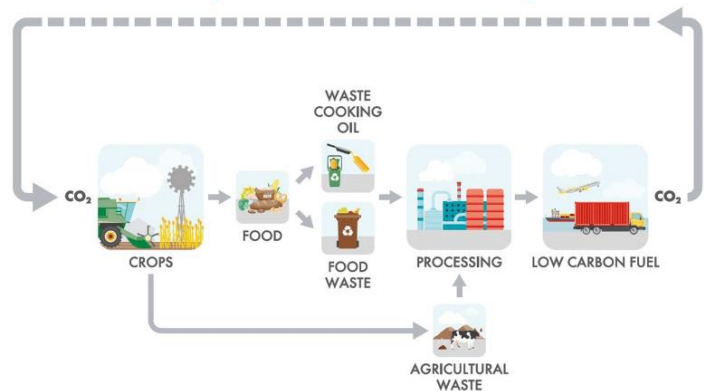 WASTE
COOKING
OIL
CO₂
CO₂
FOOD
CROPS
FOOD
WASTE
PROCESSING
LOW CARBON FUEL
AGRICULTURAL
WASTE